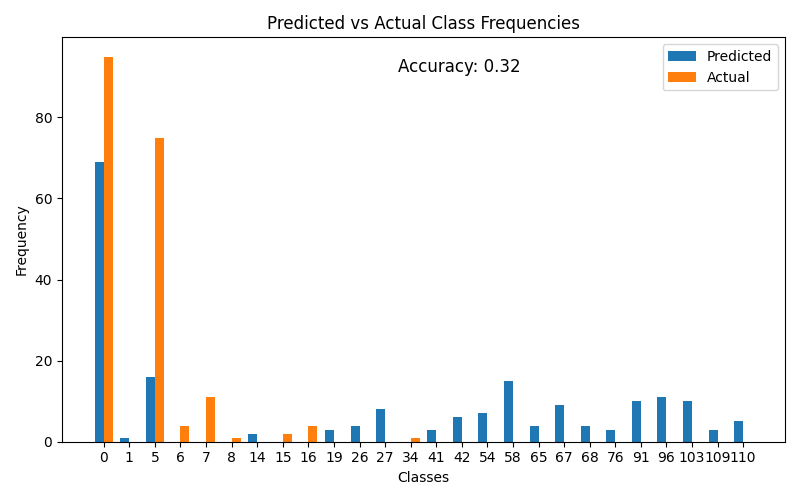 Predicted vs Actual Class Frequencies
Accuracy: 0.32
Predicted
Actual
Frequency
80
60
40
20
0
0 1 5 6 7 8 14 15 16 19 26 27 34 41 42 54 58 65 67 68 76 91 96 103 109 110
Classes